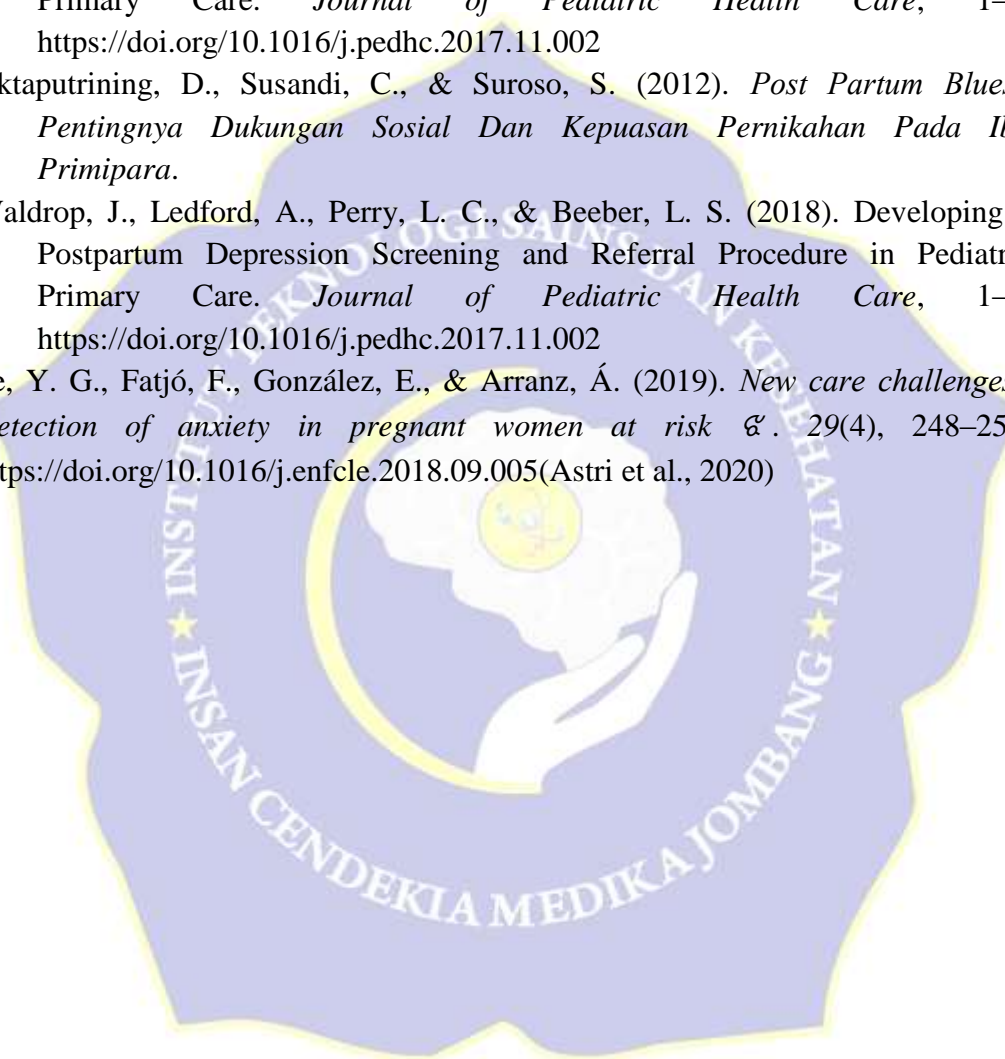 Primary Care. Journal of Pediatric Health Care, 1–
https://doi.org/10.1016/j.pedhc.2017.11.002
ktaputrining, D., Susandi, C., & Suroso, S. (2012). Post Partum Blues
Pentingnya Dukungan Sosial Dan Kepuasan Pernikahan Pada
Primipara.
aldrop, J., Ledford, A., Perry, L. C., & Beeber, L. S. (2018). Developing
Postpartum Depression Screening and Referral Procedure in Pediatr
Primary Care. Journal of Pediatric Health Care, 1–
https://doi.org/10.1016/j.pedhc.2017.11.002
e, Y. G., Fatjó, F., González, E., & Arranz, Á. (2019). New care challenges
etection of anxiety in pregnant women at risk . 29(4), 248–25
tps://doi.org/10.1016/j.enfcle.2018.09.005(Astri et al., 2020)
INSTITUT TEKNOLOGI SAINS DAN KESEHATAN
INSAN CENDEKIA MEDIKA JOMBANG